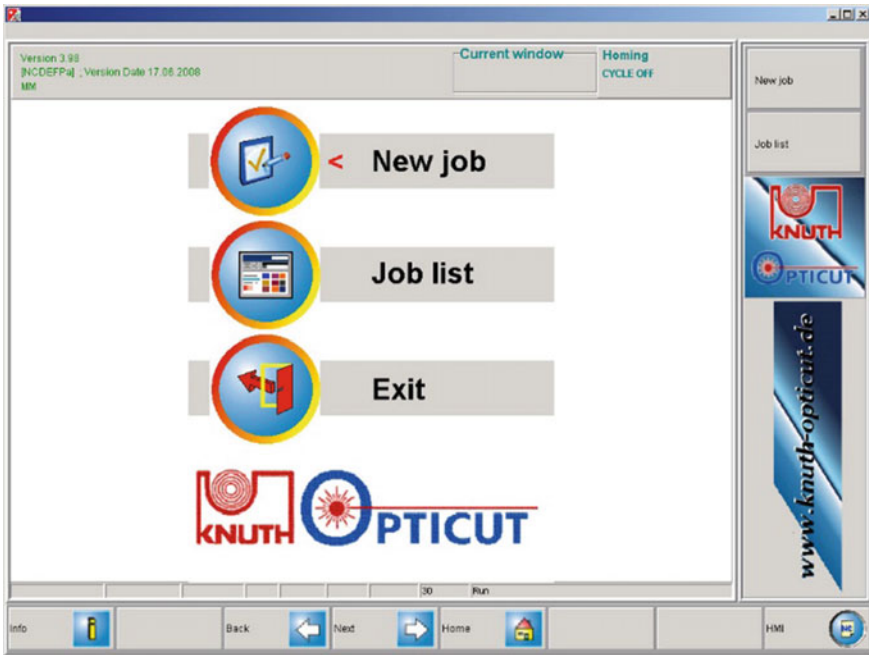 Version 3.98
[NCDEFPa] ; Version Date 17.06.2008
MM
Current window
Homing
CYCLE OFF
New job
Job list
< New job
Job list
Exit
KNUTH
OPTICUT
KNUTH
OPTICUT
www.knuth-opticut.de
30
Run
Info
i
Back
Next
Home
HMI
NC